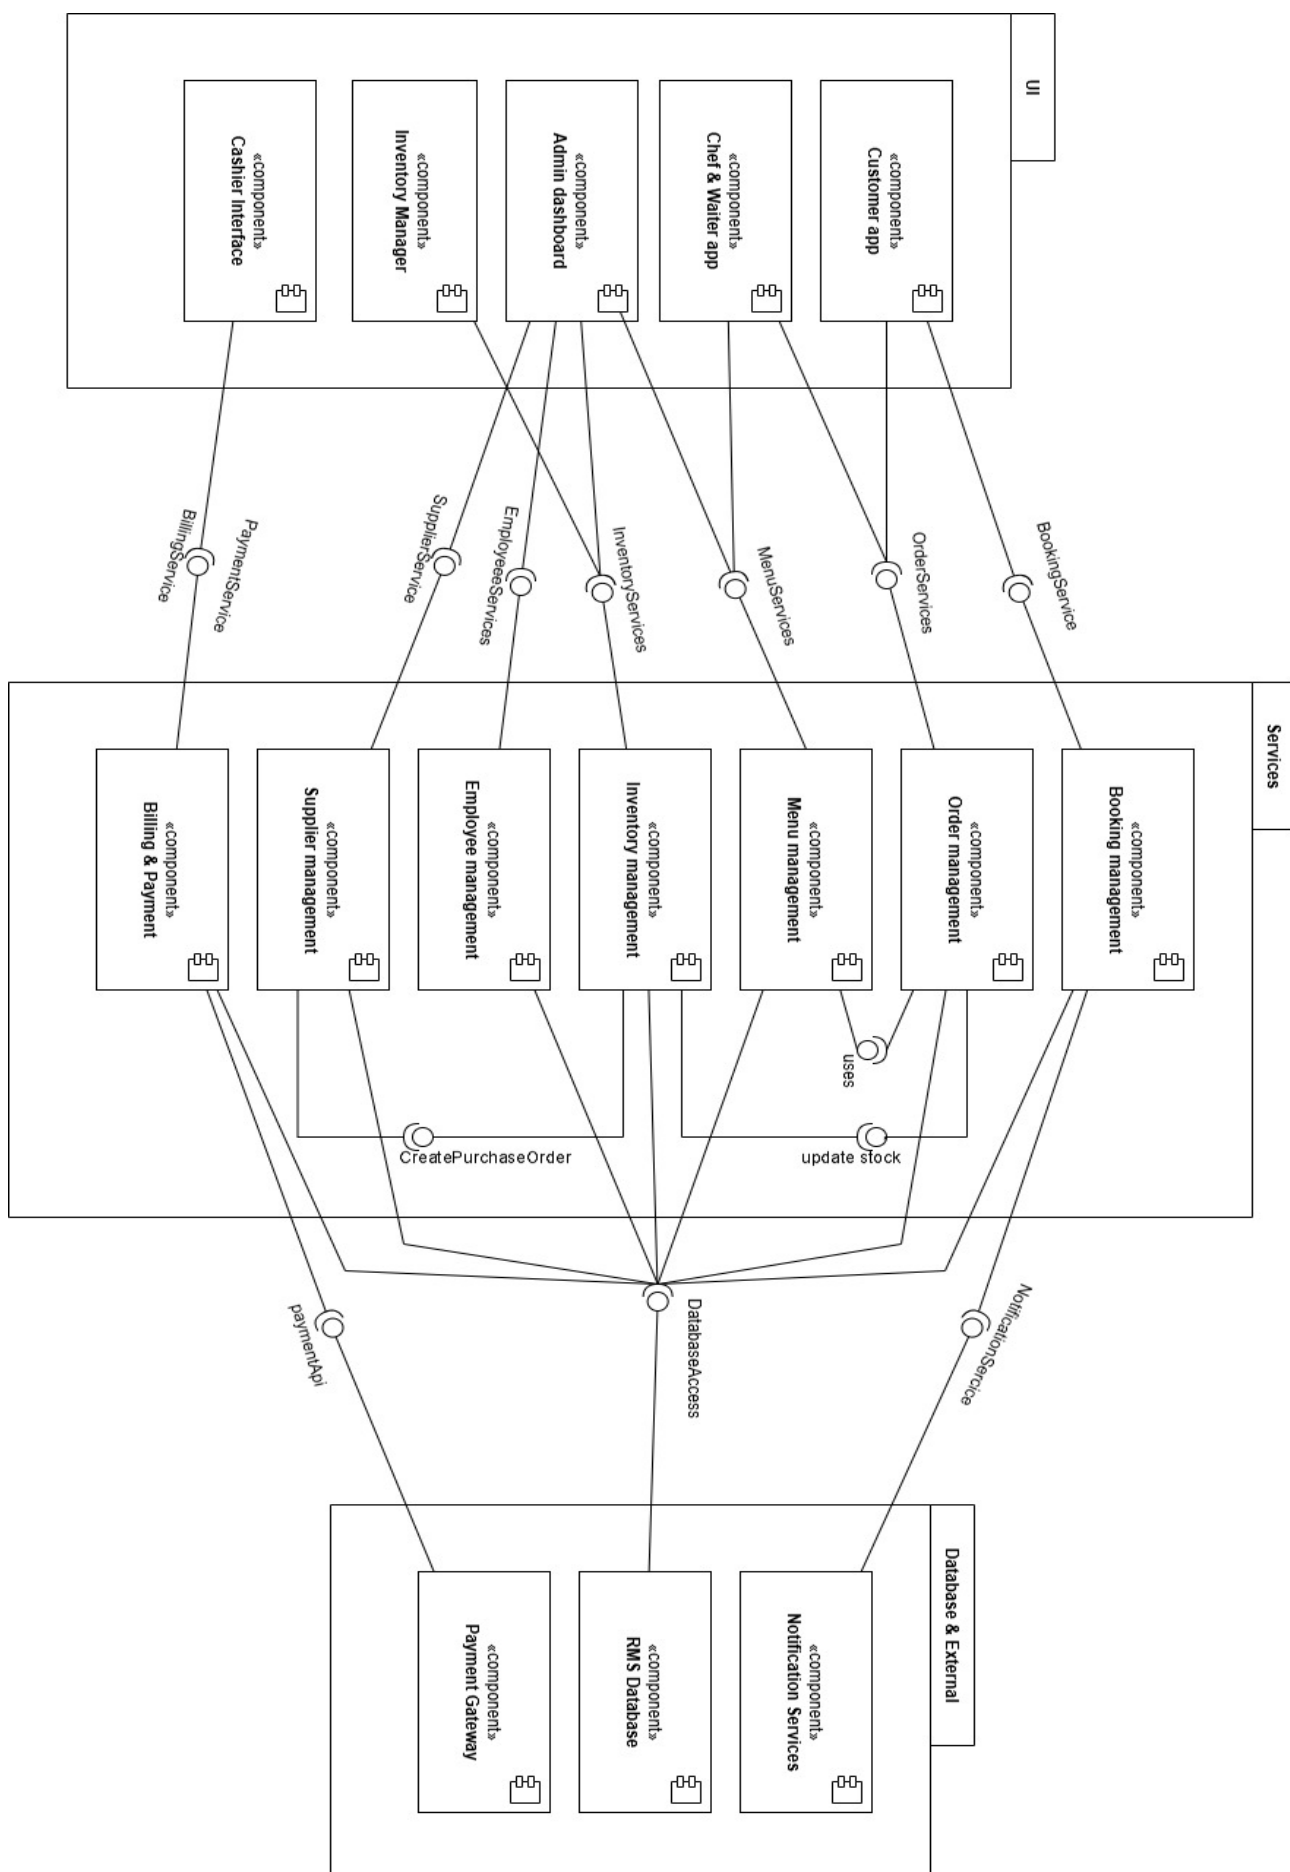 UI
«component»
Customer app
«component»
Chef & Waiter app
«component»
Admin dashboard
«component»
Inventory Manager
«component»
Cashier Interface
BookingService
OrderServices
MenuServices
InventoryServices
EmployeeeServices
SupplierService
PaymentService
BillingService
Services
«component»
Booking management
«component»
Order management
«component»
Menu management
«component»
Inventory management
«component»
Employee management
«component»
Supplier management
«component»
Billing & Payment
uses
update stock
CreatePurchaseOrder
NotificationSercice
DatabaseAccess
paymentApi
Database & External
«component»
Notification Services
«component»
RMS Database
«component»
Payment Gateway